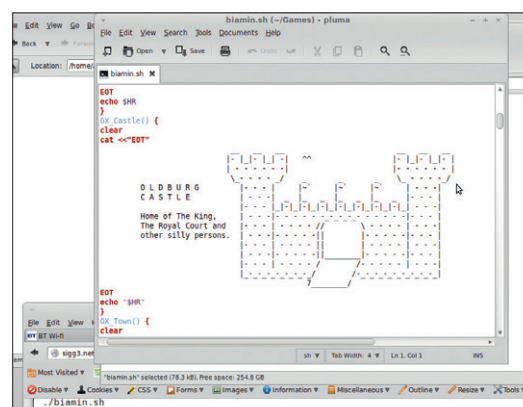 biamin.sh (~/Games) - pluma
File Edit View Search Tools Documents Help
Open Save Undo
biamin.sh
e Edit View Go B
Back Forward
Location: /home/
EOT
echo $HR
}
GX_Castle() {
clear
cat <<"EOT"
O L D B U R G
C A S T L E
Home of The King,
The Royal Court and
other silly persons.
EOT
echo "$HR"
}
GX_Town() {
clear
sh Tab Width: 4 Ln 1, Col 1 INS
"biamin.sh" selected (78.3 kB), Free space: 254.8 GB
File Edit View
BT Wi-fi
sigg3.net
Most Visited
Disable Cookies CSS Forms Images Information Miscellaneous Outline Resize Tools
./biamin.sh